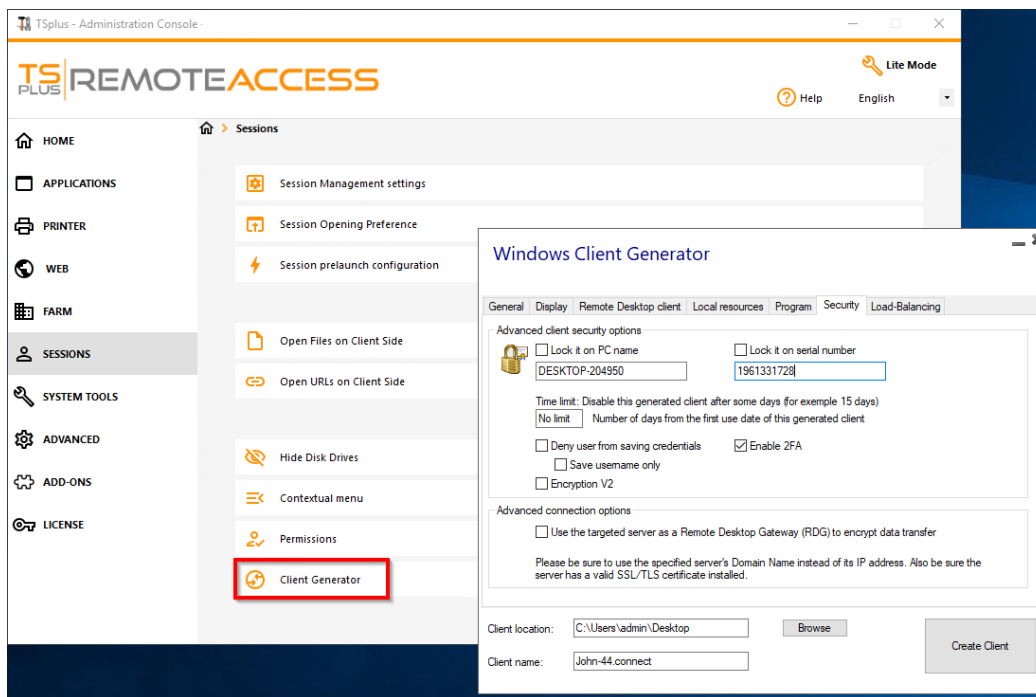 TSplus - Administration Console -
TS PLUS REMOTE ACCESS
Lite Mode
Help
English
HOME
APPLICATIONS
PRINTER
WEB
FARM
SESSIONS
SYSTEM TOOLS
ADVANCED
ADD-ONS
LICENSE
Sessions
Session Management settings
Session Opening Preference
Session prelaunch configuration
Open Files on Client Side
Open URLs on Client Side
Hide Disk Drives
Contextual menu
Permissions
Client Generator
Windows Client Generator
General Display Remote Desktop client Local resources Program Security Load-Balancing
Advanced client security options
Lock it on PC name Lock it on serial number
DESKTOP-204950 1961331728
Time limit: Disable this generated client after some days (for exemple 15 days)
No limit Number of days from the first use date of this generated client
Deny user from saving credentials Enable 2FA
Save username only
Encryption V2
Advanced connection options
Use the targeted server as a Remote Desktop Gateway (RDG) to encrypt data transfer
Please be sure to use the specified server's Domain Name instead of its IP address. Also be sure the
server has a valid SSL/TLS certificate installed.
Client location: C:\Users\admin\Desktop Browse
Client name: John-44.connect
Create Client